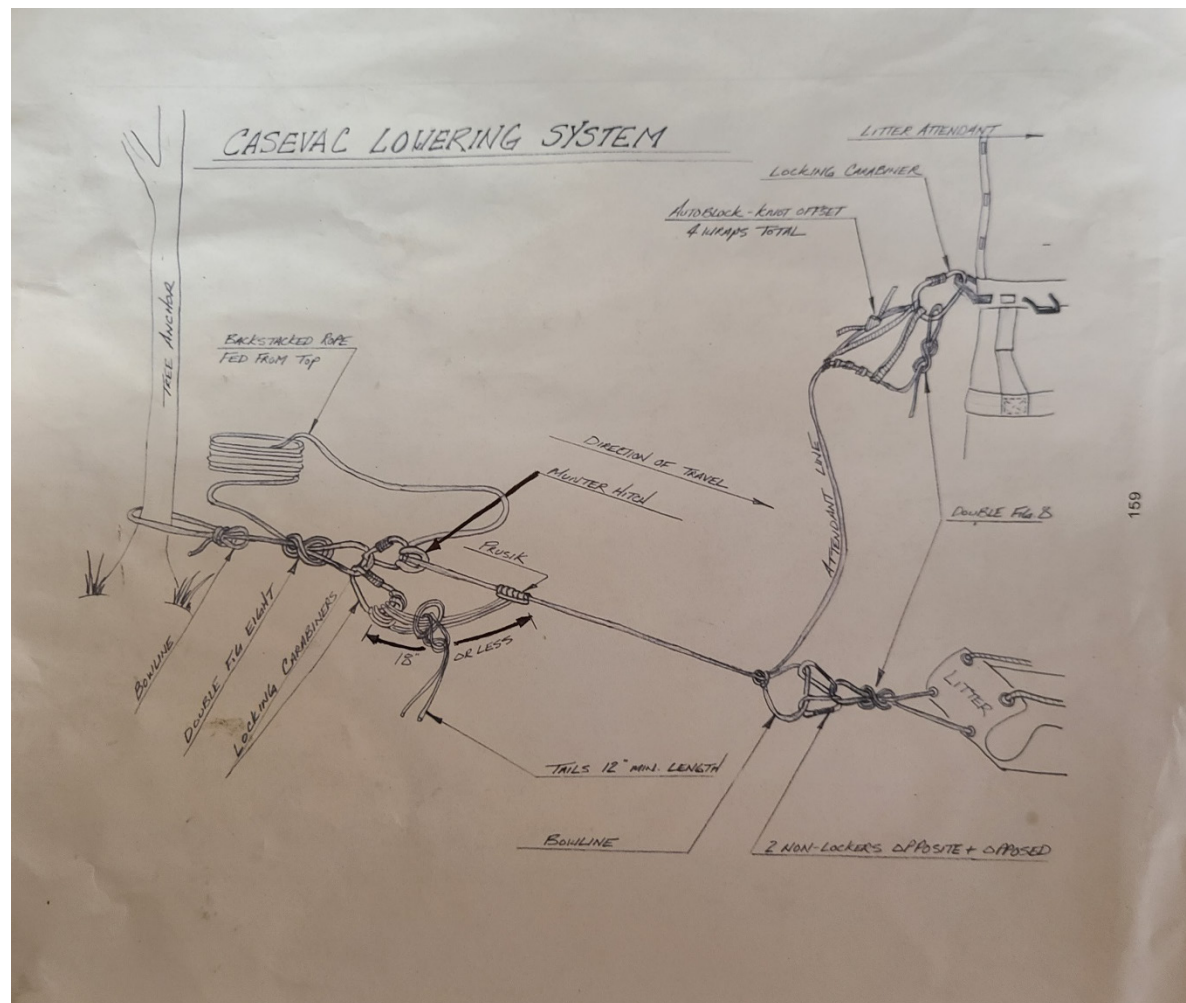 CASEVAC LOWERING SYSTEM
LITTER ATTENDANT
LOCKING CARABINER
AUTOBLOCK - KNOT OFFSET
4 WRAPS TOTAL
TREE ANCHOR
BACKSTACKED ROPE
FED FROM TOP
DIRECTION OF TRAVEL
MUNTER HITCH
PRUSIK
ATTENDANT LINE
DOUBLE FIG 8
159
BOWLINE
DOUBLE FIG EIGHT
LOCKING CARABINERS
18" OR LESS
LITTER
TAILS 12" MIN. LENGTH
BOWLINE
2 NON-LOCKERS OPPOSITE + OPPOSED